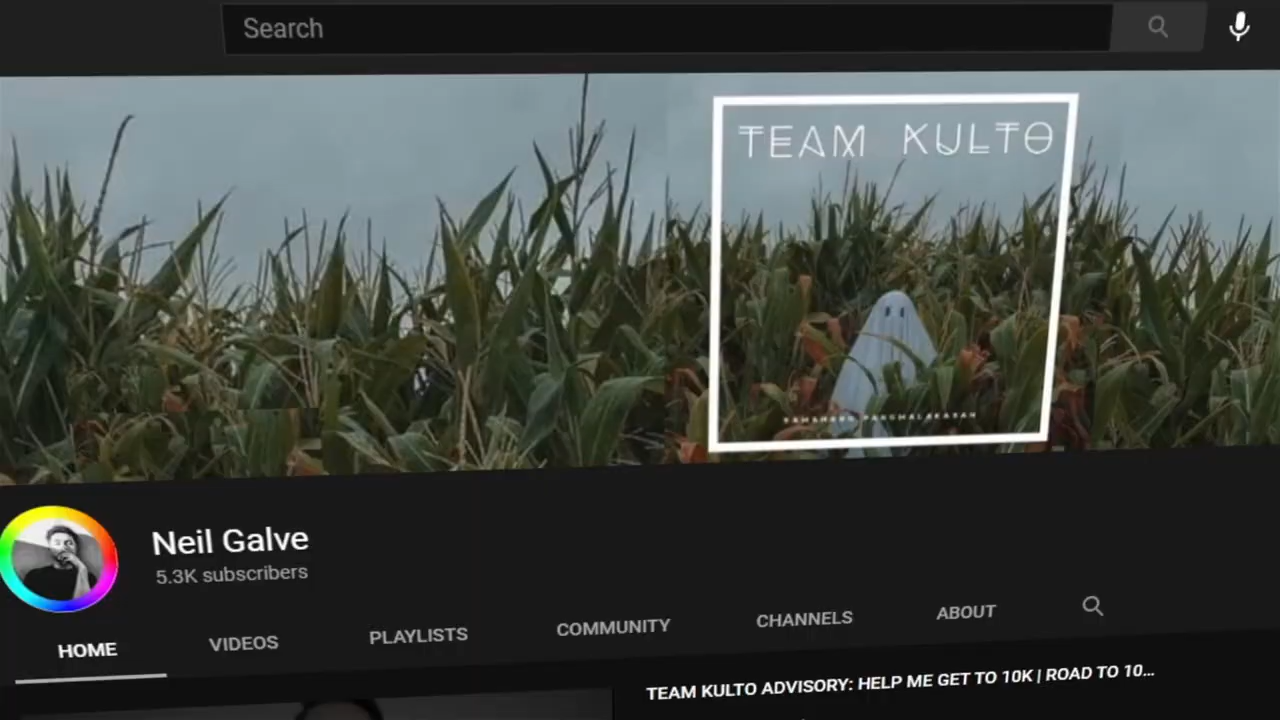 Search
TEAM KULTO
Neil Galve
5.3K subscribers
HOME
VIDEOS
PLAYLISTS
COMMUNITY
CHANNELS
ABOUT
TEAM KULTO ADVISORY: HELP ME GET TO 10K | ROAD TO 10...